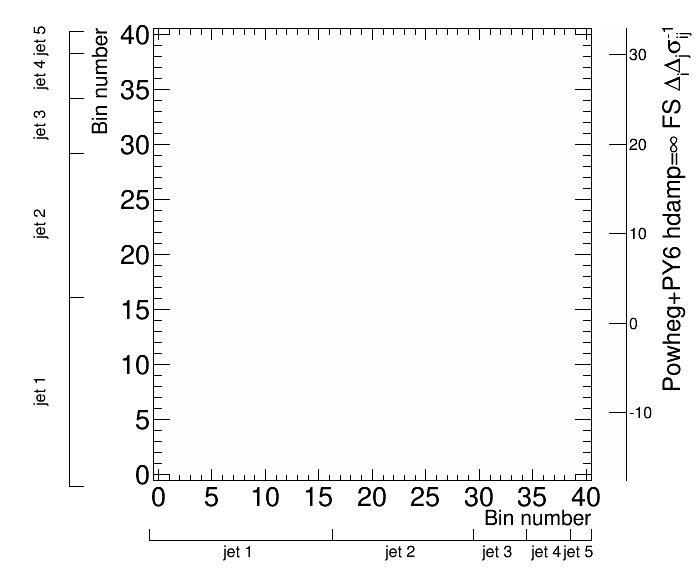 jet 5
jet 4
jet 3
jet 2
jet 1
Bin number
40
35
30
25
20
15
10
5
0
0 5 10 15 20 25 30 35 40
Bin number
jet 1 jet 2 jet 3 jet 4 jet 5
30
20
10
0
-10
Powheg+PY6 hdamp=∞ FS ΔᵢΔⱼσᵢⱼ⁻¹